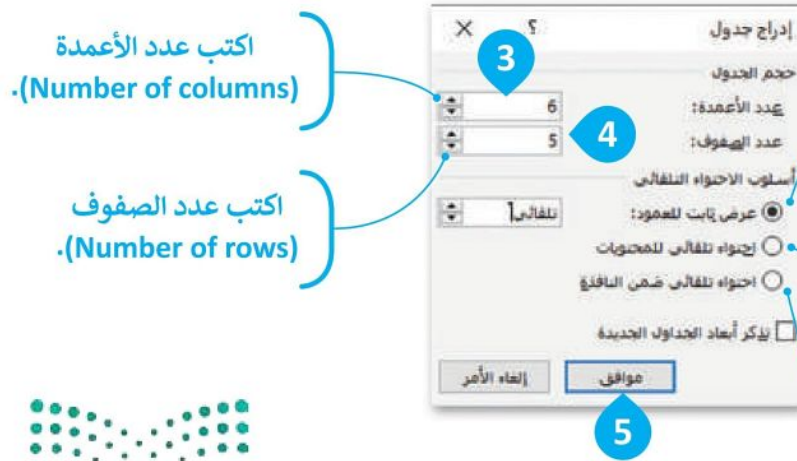 اكتب عدد الأعمدة
(Number of columns).
اكتب عدد الصفوف
(Number of rows).
إدراج جدول
؟
حجم الجدول
عدد الأعمدة:
6
3
عدد الصفوف:
5
4
أسلوب الاحتواء التلقائي
عرض ثابت للعمود:
تلقائي
احتواء تلقائي للمحتويات
احتواء تلقائي ضمن النافذة
تذكر أبعاد الجداول الجديدة
موافق
إلغاء الأمر
5